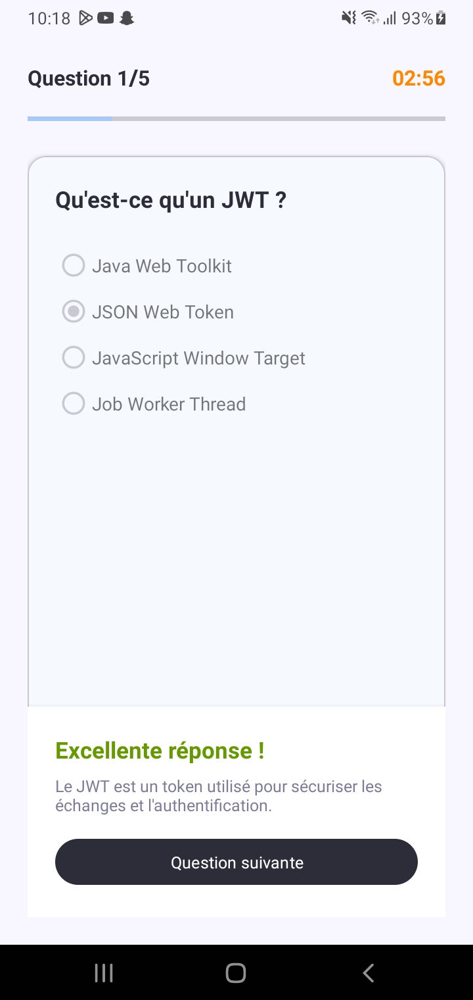 10:18
93%
Question 1/5
02:56
Qu'est-ce qu'un JWT ?
Java Web Toolkit
JSON Web Token
JavaScript Window Target
Job Worker Thread
Excellente réponse !
Le JWT est un token utilisé pour sécuriser les
échanges et l'authentification.
Question suivante